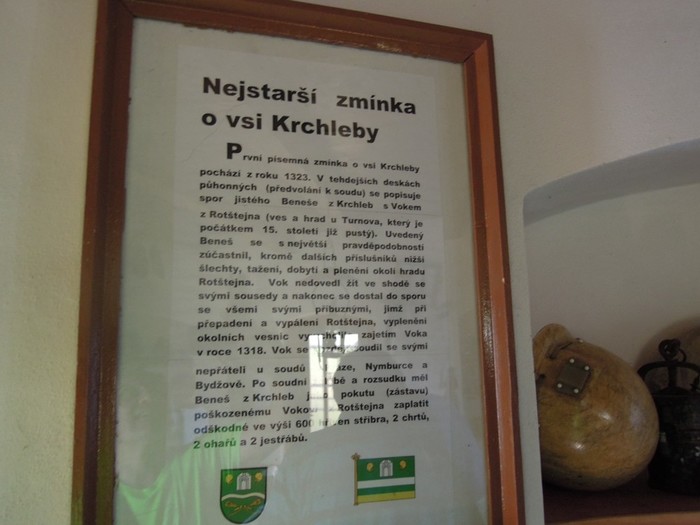 Nejstarší zmínka
o vsi Krchleby
První písemná zmínka o vsi Krchleby
pochází z roku 1323. V tehdejších deskách
půhonných (předvolání k soudu) se popisuje
spor jistého Beneše z Krchleb s Vokem
z Rotštejna (ves a hrad u Turnova, který je
počátkem 15. století již pustý). Uvedený
Beneš se s největší pravděpodobností
zúčastnil, kromě dalších příslušníků nižší
šlechty, tažení, dobytí a plenění okolí hradu
Rotštejna. Vok nedovedl žít ve shodě se
svými sousedy a nakonec se dostal do sporu
se všemi svými příbuznými, jimž při
přepadení a vypálení Rotštejna, vyplenění
okolních vesnic zajetím Voka
v roce 1318. Vok se soudil se svými
nepřáteli u soudů Nymburce a
Bydžově. Po soudní a rozsudku měl
Beneš z Krchleb pokutu (zástavu)
poškozenému Vokovi Rotštejna zaplatit
odškodné ve výši 600 stříbra, 2 chrtů,
2 ohařů a 2 jestřábů.